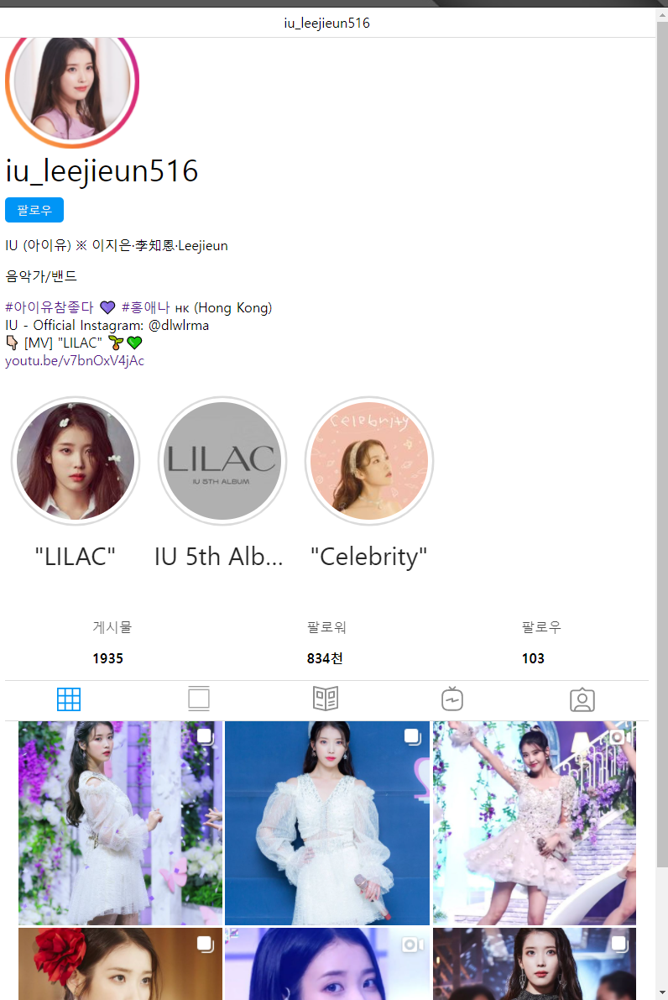 iu_leejieun516
iu_leejieun516
팔로우
IU (아이유) ※ 이지은·李知恩·Leejieun
음악가/밴드
#아이유참좋다 💜 #홍애나 ʜᴋ (Hong Kong)
IU - Official Instagram: @dlwlrma
👇🏻 [MV] "LILAC" 🌱💚
youtu.be/v7bnOxV4jAc
LILAC
IU 5TH ALBUM
Celebrity
"LILAC"
IU 5th Alb...
"Celebrity"
게시물
팔로워
팔로우
1935
834천
103